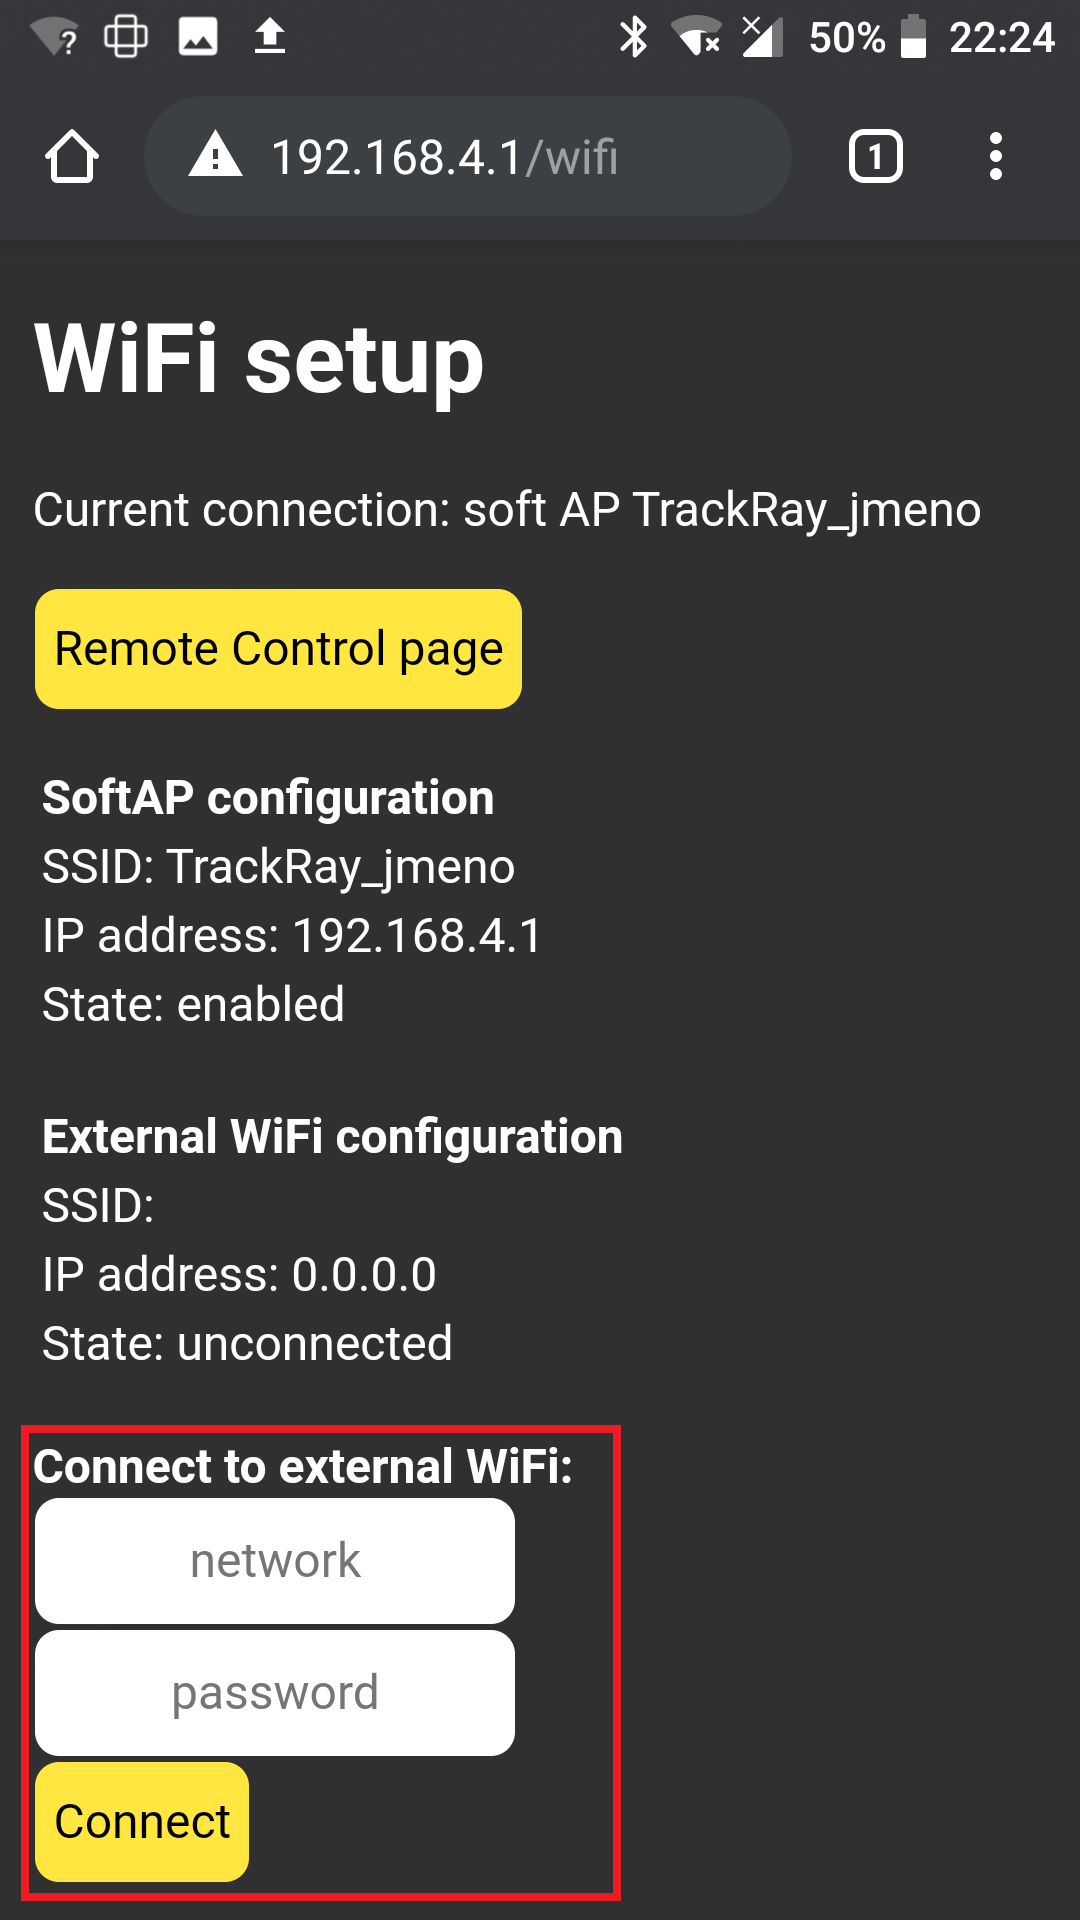 50% 22:24
192.168.4.1/wifi
1
WiFi setup
Current connection: soft AP TrackRay_jmeno
Remote Control page
SoftAP configuration
SSID: TrackRay_jmeno
IP address: 192.168.4.1
State: enabled
External WiFi configuration
SSID:
IP address: 0.0.0.0
State: unconnected
Connect to external WiFi:
network
password
Connect